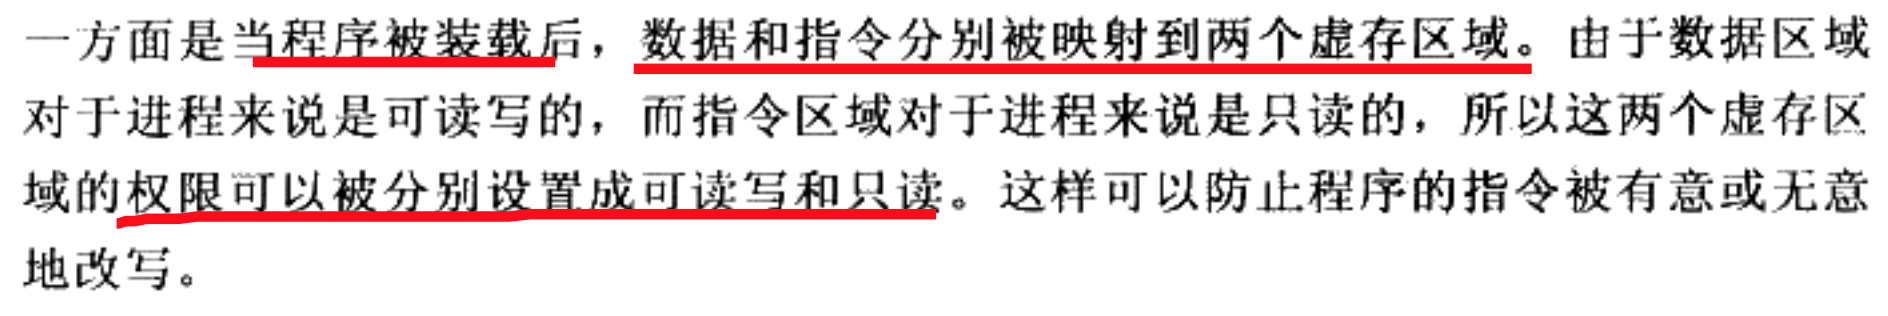 一方面是当程序被装载后，数据和指令分别被映射到两个虚存区域。由于数据区域
对于进程来说是可读写的，而指令区域对于进程来说是只读的，所以这两个虚存区
域的权限可以被分别设置成可读写和只读。这样可以防止程序的指令被有意或无意
地改写。